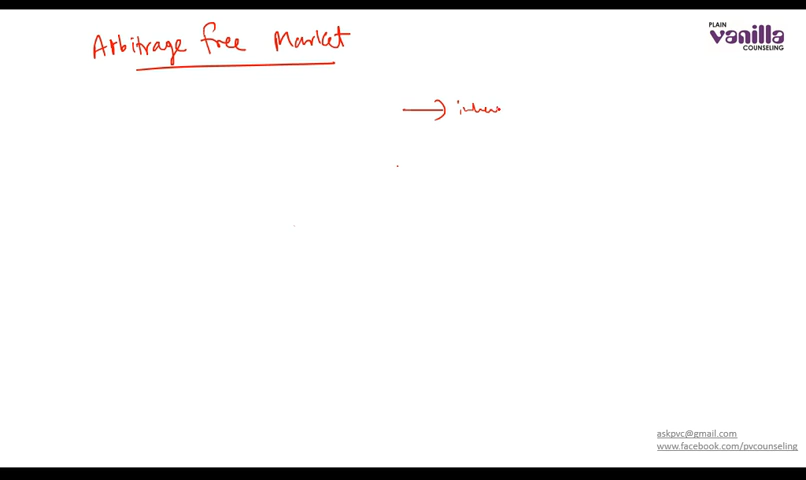 PLAIN
vanilla
COUNSELING
Arbitrage free Market
askpvc@gmail.com
www.facebook.com/pvcounseling